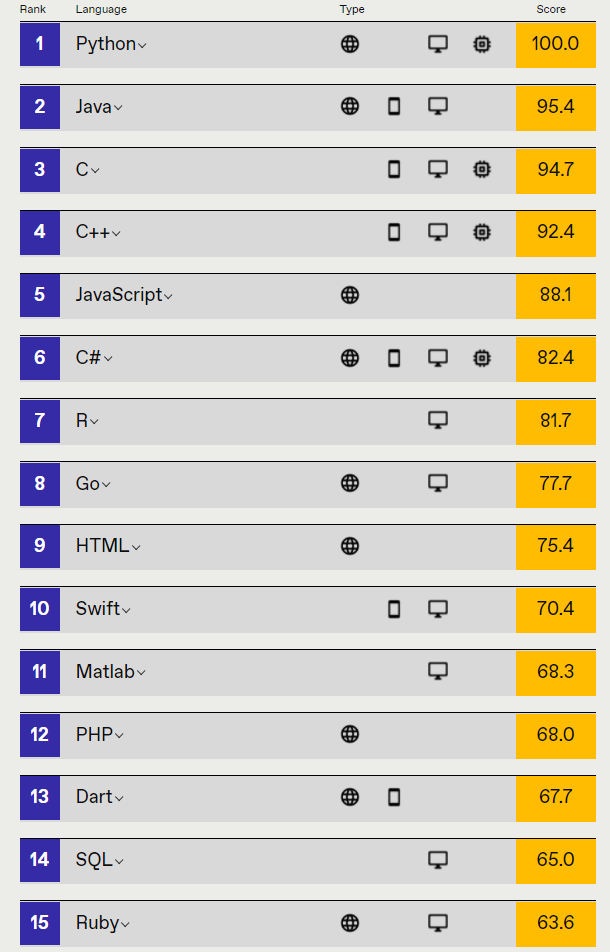 Rank Language Type Score
1 Python 100.0
2 Java 95.4
3 C 94.7
4 C++ 92.4
5 JavaScript 88.1
6 C# 82.4
7 R 81.7
8 Go 77.7
9 HTML 75.4
10 Swift 70.4
11 Matlab 68.3
12 PHP 68.0
13 Dart 67.7
14 SQL 65.0
15 Ruby 63.6